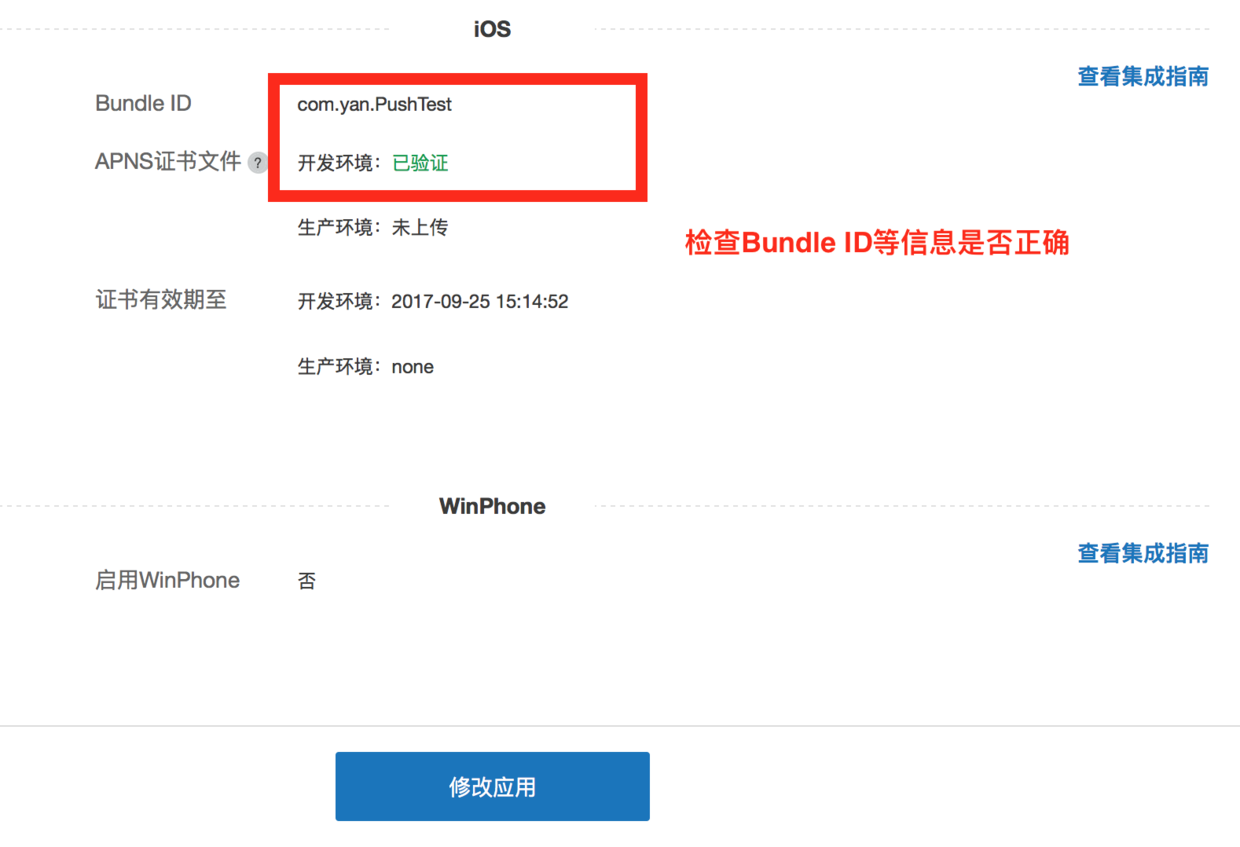 iOS
查看集成指南
Bundle ID com.yan.PushTest
APNS证书文件 ? 开发环境：已验证
生产环境：未上传
检查Bundle ID等信息是否正确
证书有效期至 开发环境：2017-09-25 15:14:52
生产环境：none
WinPhone
查看集成指南
启用WinPhone 否
修改应用